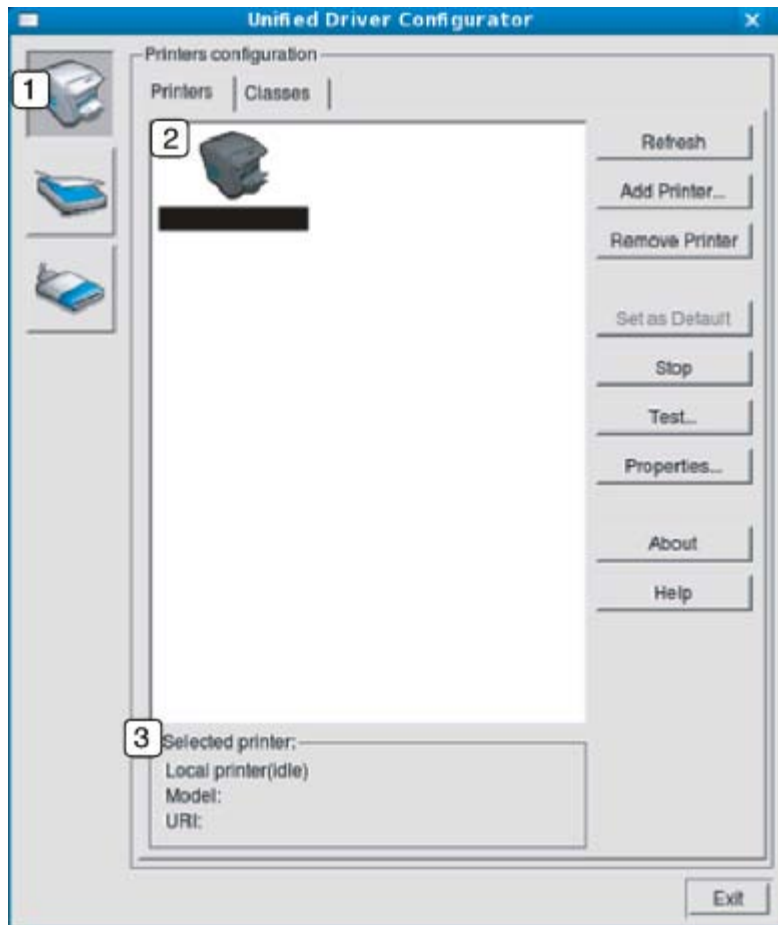 Unified Driver Configurator
Printers configuration
1
Printers
Classes
2
Refresh
Add Printer...
Remove Printer
Set as Default
Stop
Test...
Properties...
About
Help
3
Selected printer:
Local printer(idle)
Model:
URI:
Exit